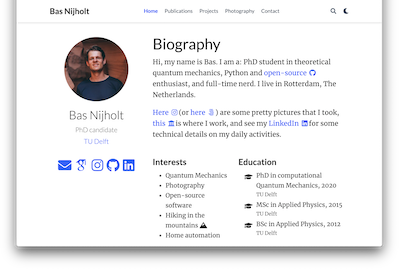 Bas Nijholt
Home Publications Projects Photography Contact
Bas Nijholt
PhD candidate
TU Delft
Biography
Hi, my name is Bas. I am a: PhD student in theoretical
quantum mechanics, Python and open-source
enthusiast, and full-time nerd. I live in Rotterdam, The
Netherlands.
Here (or here ) are some pretty pictures that I took,
this is where I work, and see my LinkedIn for some
technical details on my daily activities.
Interests
Quantum Mechanics
Photography
Open-source
software
Hiking in the
mountains
Home automation
Education
PhD in computational
Quantum Mechanics, 2020
TU Delft
MSc in Applied Physics, 2015
TU Delft
BSc in Applied Physics, 2012
TU Delft